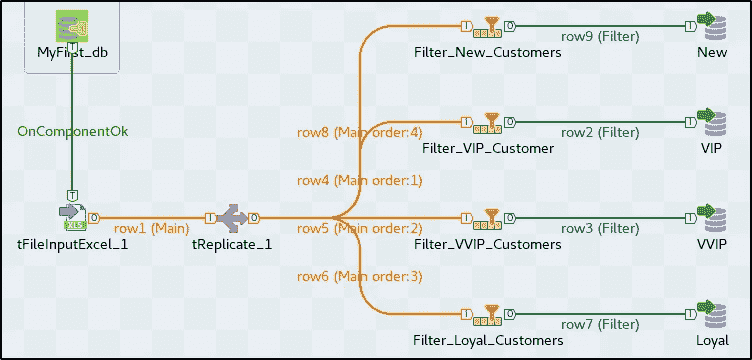 MyFirst_db
OnComponentOk
tFileInputExcel_1
row1 (Main)
tReplicate_1
row8 (Main order:4)
row4 (Main order:1)
row5 (Main order:2)
row6 (Main order:3)
Filter_New_Customers
row9 (Filter)
New
Filter_VIP_Customer
row2 (Filter)
VIP
Filter_VVIP_Customers
row3 (Filter)
VVIP
Filter_Loyal_Customers
row7 (Filter)
Loyal